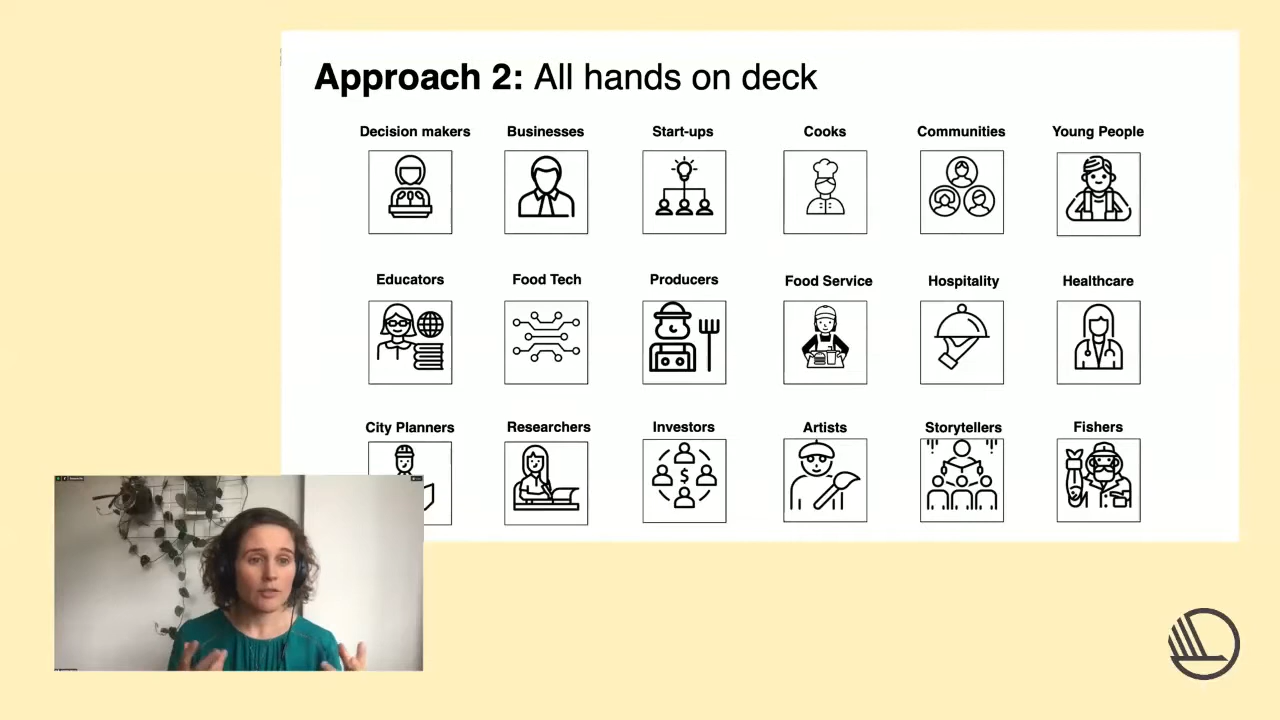 Approach 2: All hands on deck
Decision makers Businesses Start-ups Cooks Communities Young People
Educators Food Tech Producers Food Service Hospitality Healthcare
City Planners Researchers Investors Artists Storytellers Fishers
$